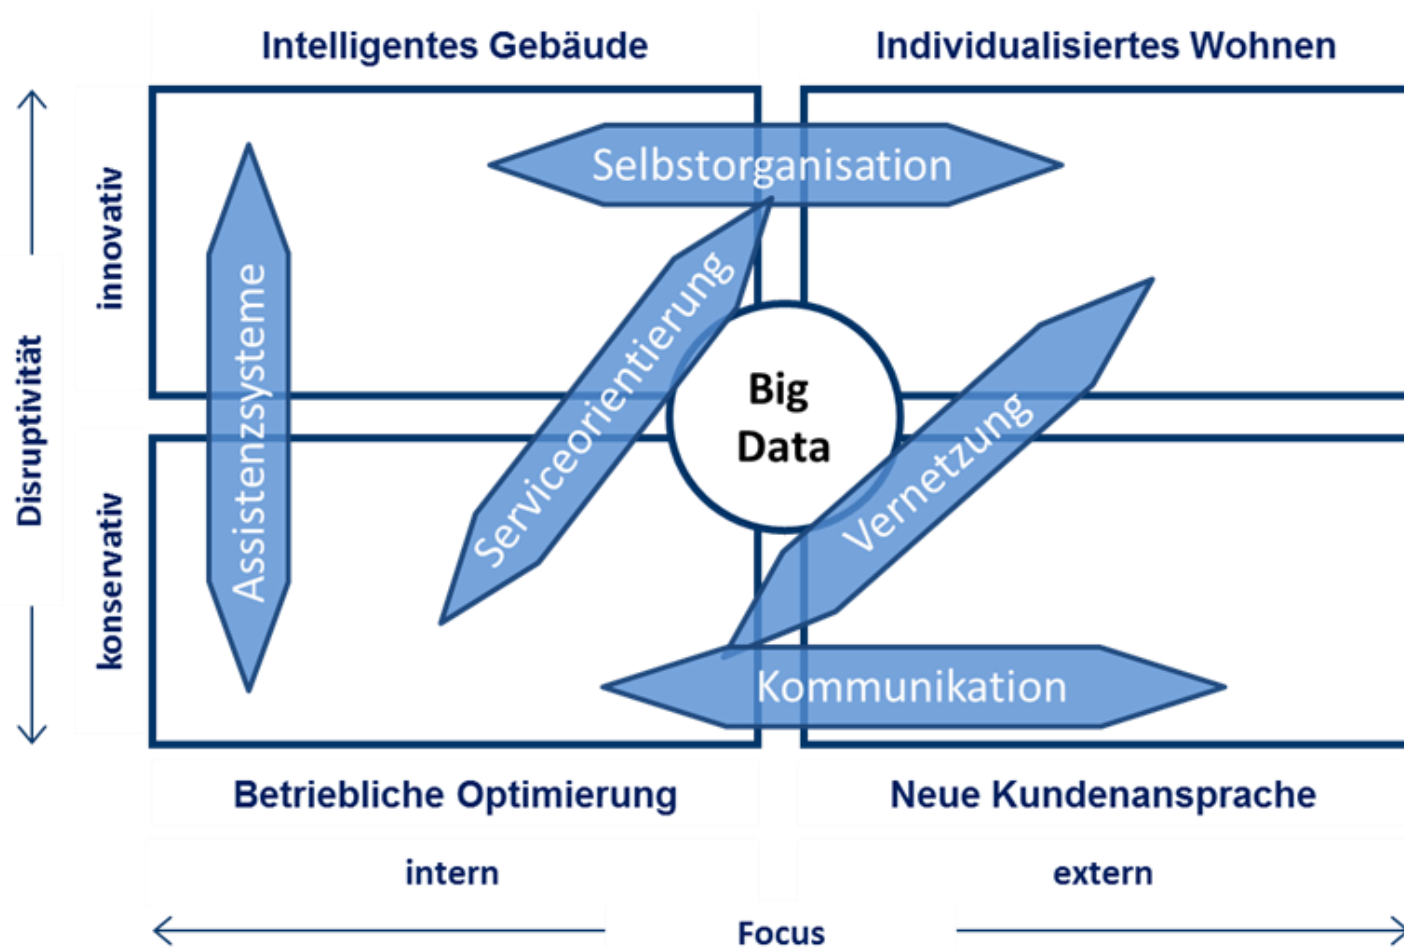 Intelligentes Gebäude
Individualisiertes Wohnen
Disruptivität
innovativ
konservativ
Selbstorganisation
Assistenzsysteme
Serviceorientierung
Big
Data
Vernetzung
Kommunikation
Betriebliche Optimierung
Neue Kundenansprache
intern
extern
Focus